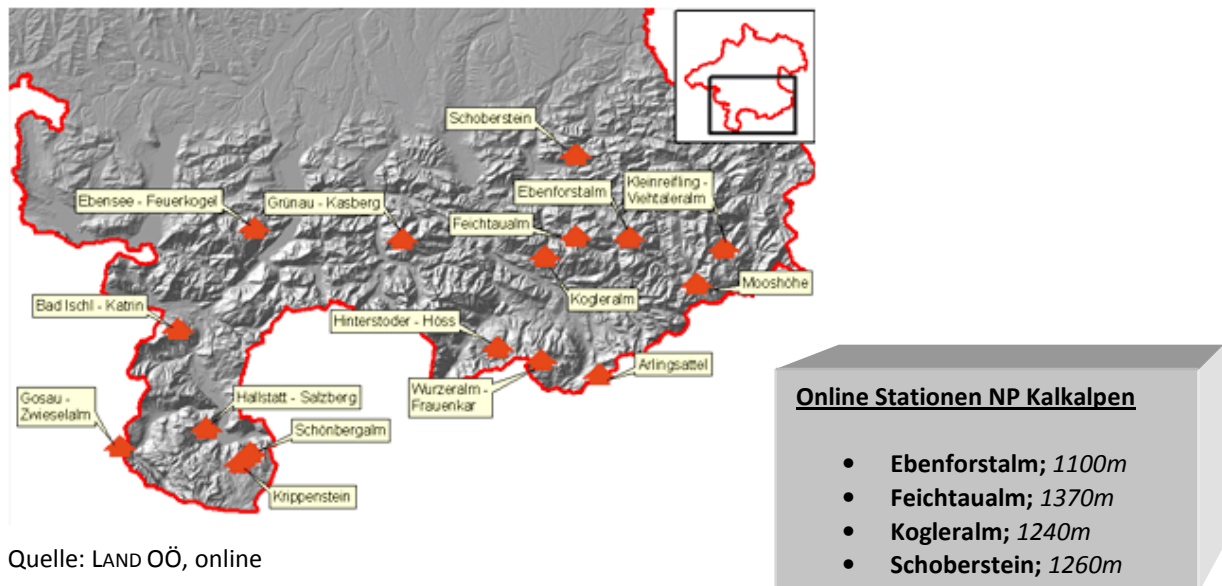 Schoberstein
Kleinreifling -
Viehtaleralm
Ebenforstalm
Ebensee - Feuerkogel
Grünau - Kasberg
Feichtaualm
Kogleralm
Mooshöhe
Bad Ischl - Katrin
Hinterstoder - Höss
Arlingsattel
Wurzeralm -
Frauenkar
Gosau -
Zwieselalm
Hallstatt - Salzberg
Schönbergalm
Krippenstein
Quelle: LAND OÖ, online
Online Stationen NP Kalkalpen
• Ebenforstalm; 1100m
• Feichtaualm; 1370m
• Kogleralm; 1240m
• Schoberstein; 1260m